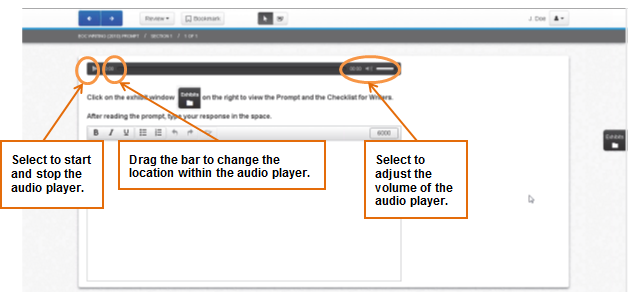 Review Bookmark J. Doe
EOC WRITING (2015) PROMPT / SECTION 1 / 1 OF 1
Click on the exhibit window Exhibits on the right to view the Prompt and the Checklist for Writers.
After reading the prompt, type your response in the space.
B I U 6000
Exhibits
Select to start
and stop the
audio player.
Drag the bar to change the
location within the audio player.
Select to
adjust the
volume of the
audio player.